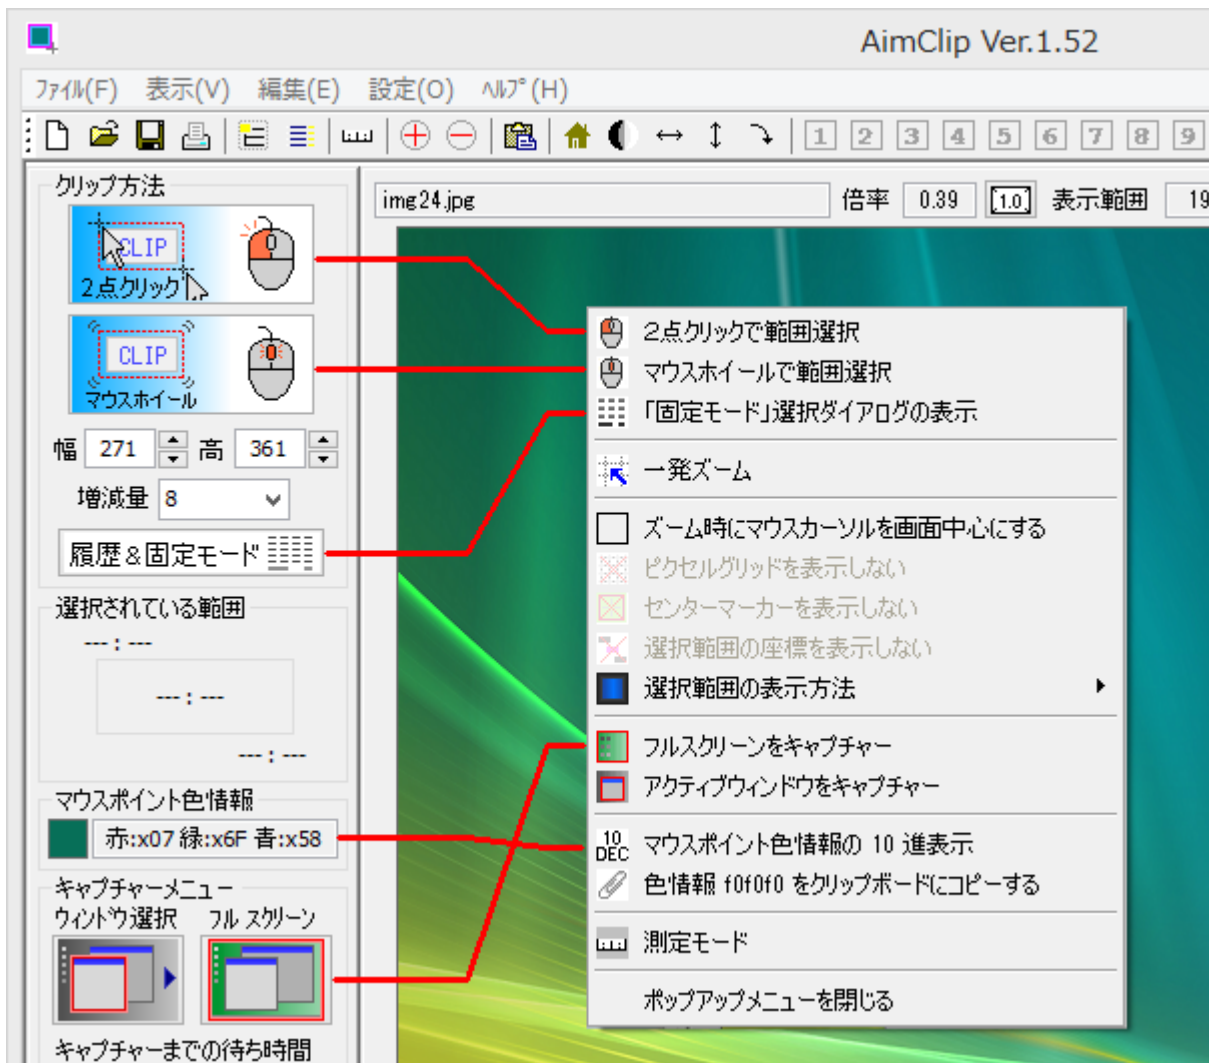 AimClip Ver.1.52
ﾌｧｲﾙ(F) 表示(V) 編集(E) 設定(O) ﾍﾙﾌﾟ(H)
1 2 3 4 5 6 7 8 9
クリップ方法
img24.jpg 倍率 0.39 [1.0] 表示範囲 19
CLIP
2点クリック
CLIP
マウスホイール
幅 271 高 361
増減量 8
履歴&固定モード
選択されている範囲
---:---
---:---
---:---
マウスポイント色情報
赤:x07 緑:x6F 青:x58
キャプチャーメニュー
ウィンドウ選択 フル スクリーン
キャプチャーまでの待ち時間
2点クリックで範囲選択
マウスホイールで範囲選択
「固定モード」選択ダイアログの表示
一発ズーム
ズーム時にマウスカーソルを画面中心にする
ピクセルグリッドを表示しない
センターマーカーを表示しない
選択範囲の座標を表示しない
選択範囲の表示方法
フルスクリーンをキャプチャー
アクティブウィンドウをキャプチャー
10 DEC マウスポイント色情報の 10 進表示
色情報 f0f0f0 をクリップボードにコピーする
測定モード
ポップアップメニューを閉じる